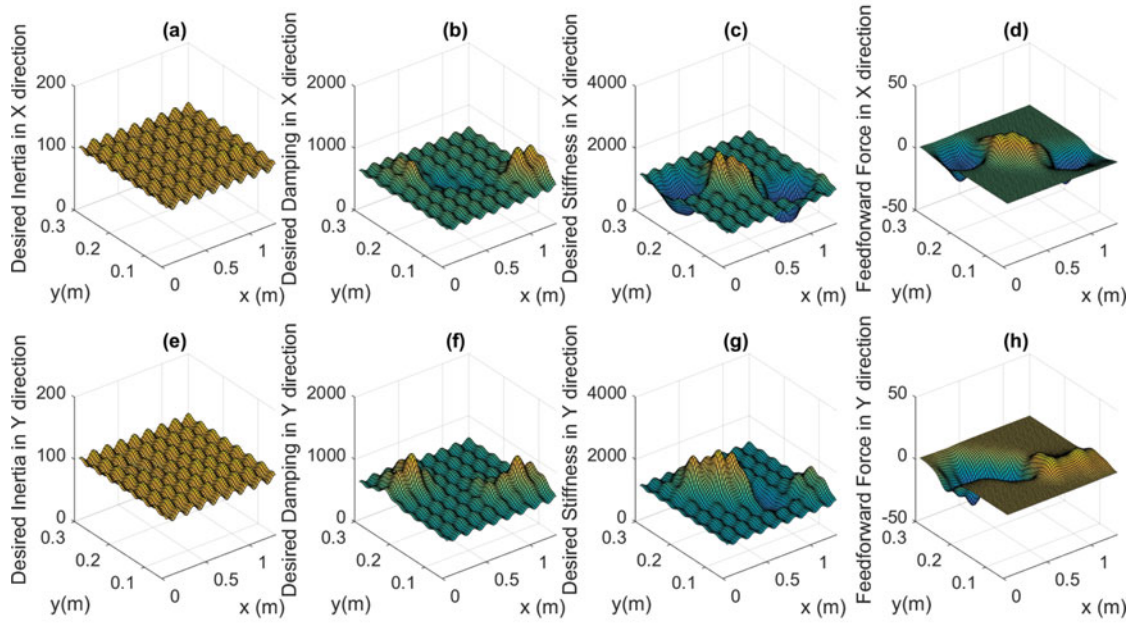 (a)
Desired Inertia in X direction
200
100
0
0.3
0.2
0.1
y(m)
0
0.5
1
x (m)
(b)
Desired Damping in X direction
2000
1000
0
0.3
0.2
0.1
y(m)
0
0.5
1
x (m)
(c)
Desired Stiffness in X direction
4000
2000
0
0.3
0.2
0.1
y(m)
0
0.5
1
x (m)
(d)
Feedforward Force in X direction
50
0
-50
0.3
0.2
0.1
y(m)
0
0.5
1
x (m)
(e)
Desired Inertia in Y direction
200
100
0
0.3
0.2
0.1
y(m)
0
0.5
1
x (m)
(f)
Desired Damping in Y direction
2000
1000
0
0.3
0.2
0.1
y(m)
0
0.5
1
x (m)
(g)
Desired Stiffness in Y direction
4000
2000
0
0.3
0.2
0.1
y(m)
0
0.5
1
x (m)
(h)
Feedforward Force in Y direction
50
0
-50
0.3
0.2
0.1
y(m)
0
0.5
1
x (m)